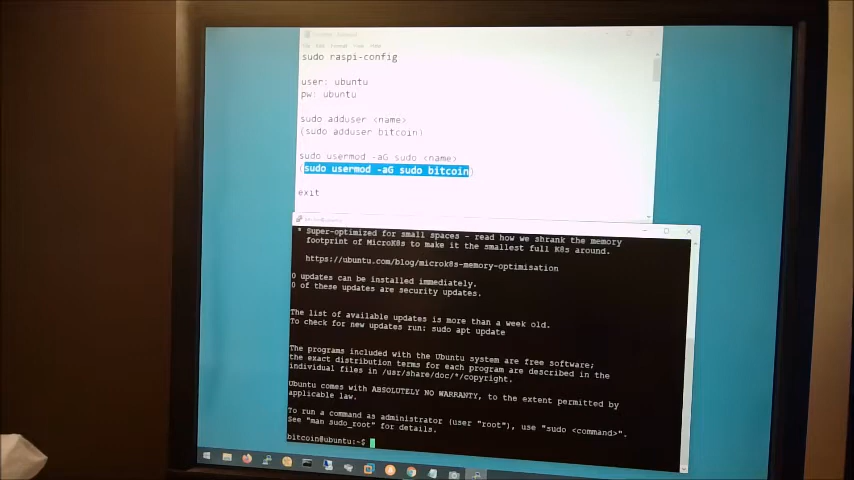 sudo raspi-config
user: ubuntu
pw: ubuntu
sudo adduser <name>
(sudo adduser bitcoin)
sudo usermod -aG sudo <name>
(sudo usermod -aG sudo bitcoin)
exit
* Super-optimized for small spaces - read how we shrank the memory
footprint of MicroK8s to make it the smallest full K8s around.
https://ubuntu.com/blog/microk8s-memory-optimisation
0 updates can be installed immediately.
0 of these updates are security updates.
The list of available updates is more than a week old.
To check for new updates run: sudo apt update
The programs included with the Ubuntu system are free software;
the exact distribution terms for each program are described in the
individual files in /usr/share/doc/*/copyright.
Ubuntu comes with ABSOLUTELY NO WARRANTY, to the extent permitted by
applicable law.
To run a command as administrator (user "root"), use "sudo <command>".
See "man sudo_root" for details.
bitcoin@ubuntu:~$